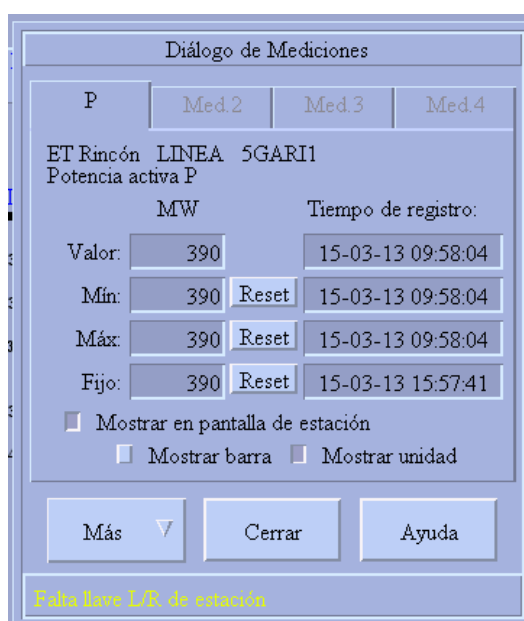 Diálogo de Mediciones
P Med.2 Med.3 Med.4
ET Rincón LINEA 5GARI1
Potencia activa P
MW Tiempo de registro:
Valor: 390 15-03-13 09:58:04
Mín: 390 Reset 15-03-13 09:58:04
Máx: 390 Reset 15-03-13 09:58:04
Fijo: 390 Reset 15-03-13 15:57:41
Mostrar en pantalla de estación
Mostrar barra Mostrar unidad
Más Cerrar Ayuda
Falta llave L/R de estación